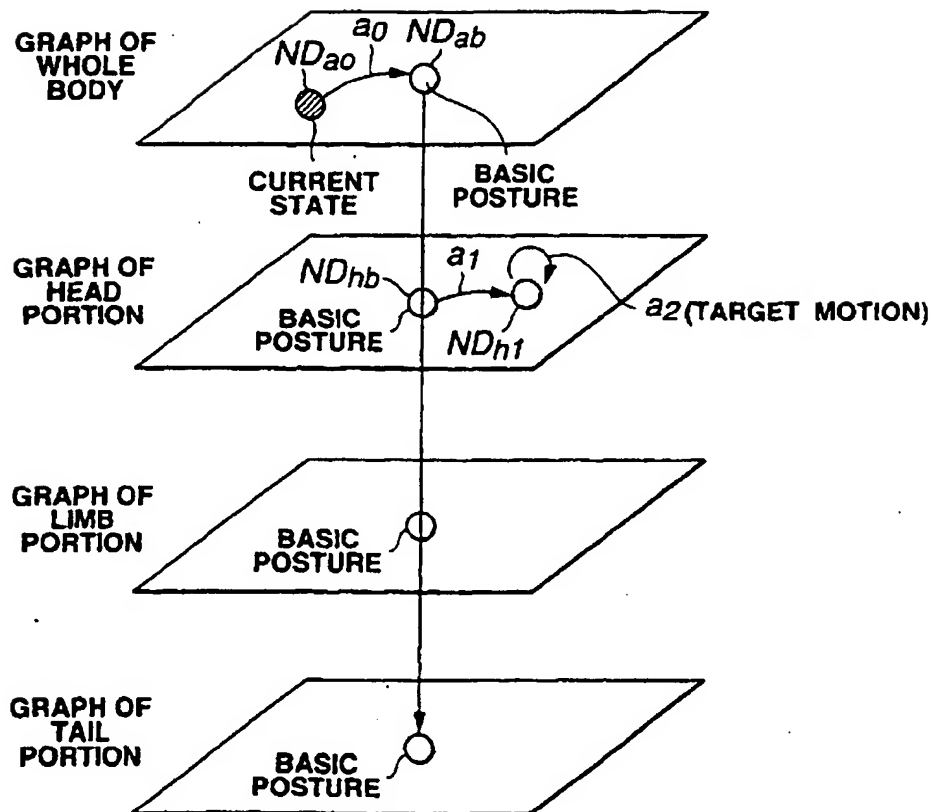 GRAPH OF
WHOLE
BODY
NDao
a0
NDab
CURRENT
STATE
BASIC
POSTURE
GRAPH OF
HEAD
PORTION
NDhb
BASIC
POSTURE
a1
NDh1
a2(TARGET MOTION)
GRAPH OF
LIMB
PORTION
BASIC
POSTURE
GRAPH OF
TAIL
PORTION
BASIC
POSTURE